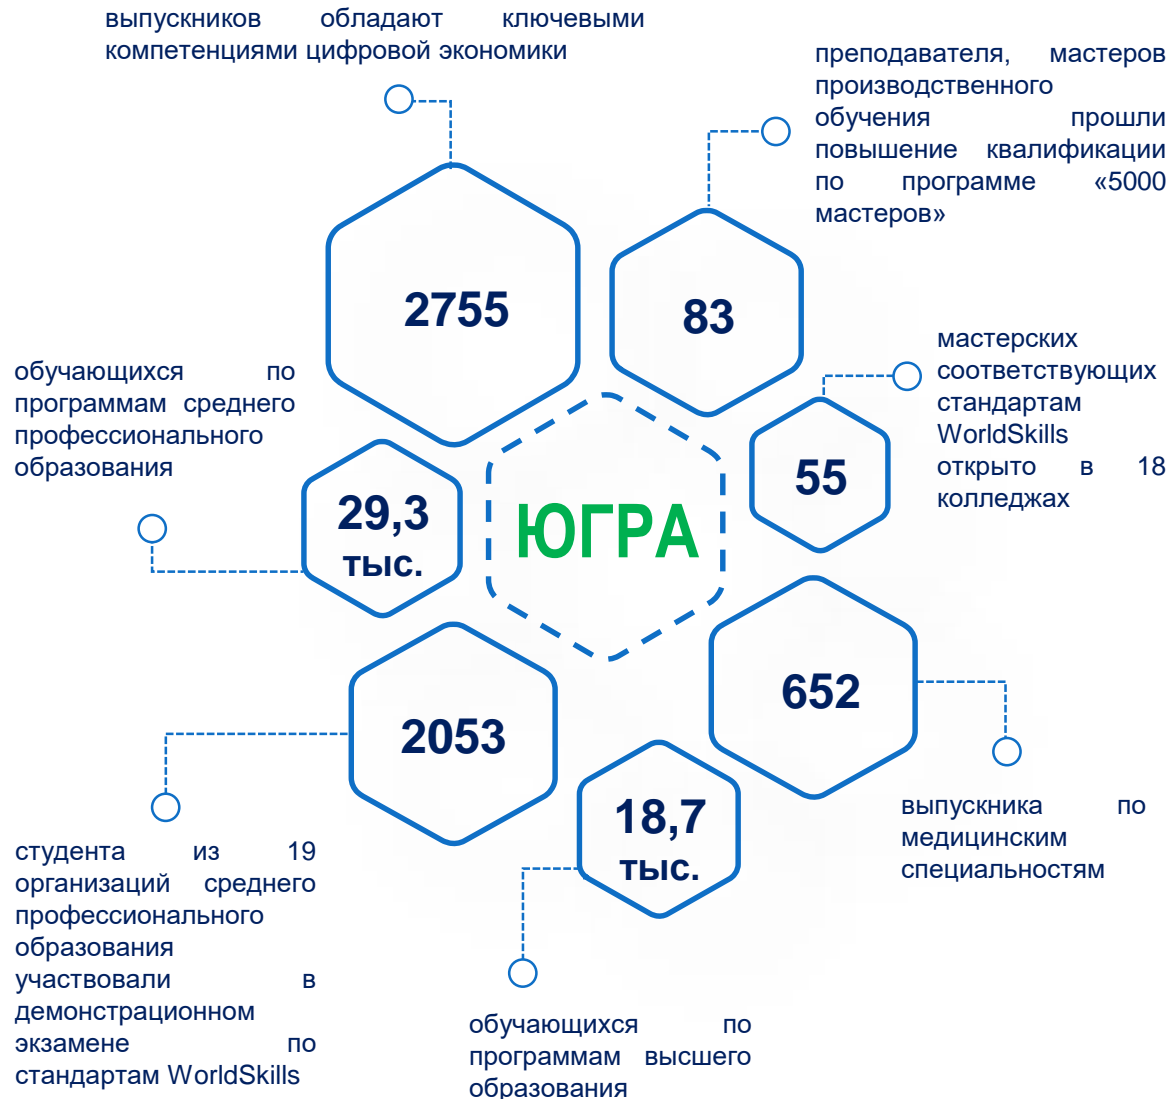 выпускников обладают ключевыми
компетенциями цифровой экономики
преподавателя, мастеров
производственного
обучения прошли
повышение квалификации
по программе «5000
мастеров»
2755
83
мастерских
соответствующих
стандартам
WorldSkills
открыто в 18
колледжах
обучающихся по
программам среднего
профессионального
образования
55
29,3
тыс.
ЮГРА
652
2053
выпускника по
медицинским
специальностям
18,7
тыс.
студента из 19
организаций среднего
профессионального
образования
участвовали в
демонстрационном
экзамене по
стандартам WorldSkills
обучающихся по
программам высшего
образования